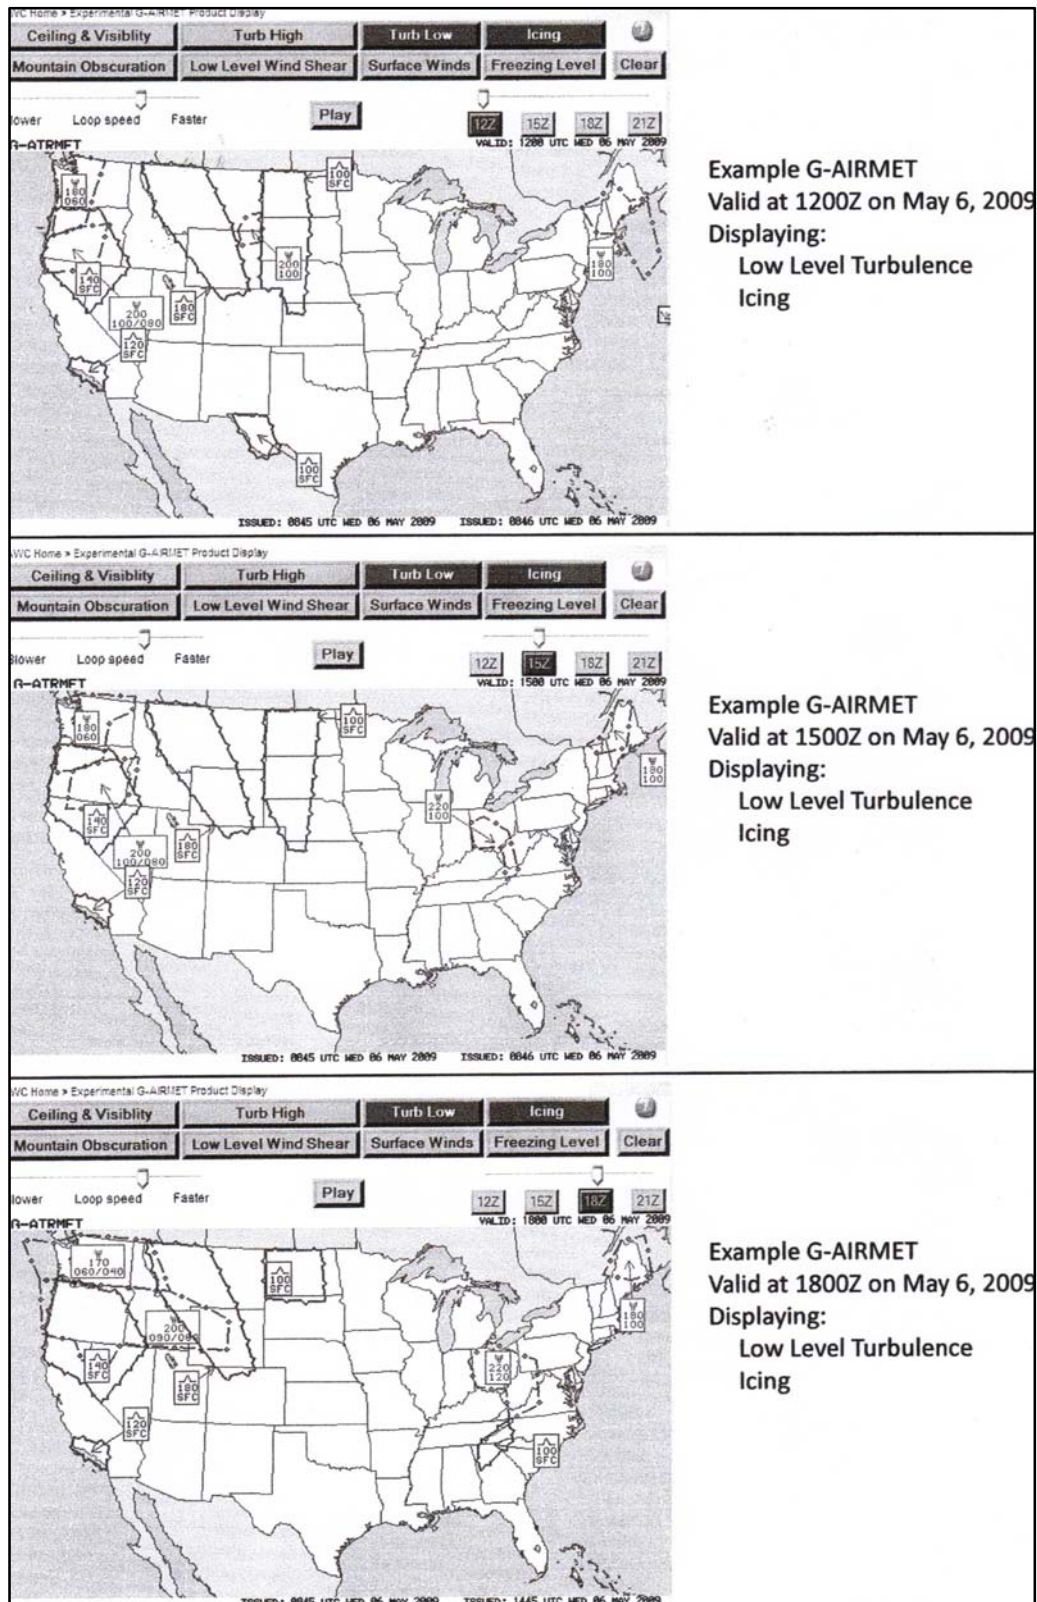 WC Home > Experimental G-AIRMET Product Display
Ceiling & Visiblity Turb High Turb Low Icing
Mountain Obscuration Low Level Wind Shear Surface Winds Freezing Level Clear
lower Loop speed Faster Play 12Z 15Z 18Z 21Z
VALID: 1200 UTC WED 06 MAY 2009
G-AIRMET
100
SFC
180
060
200
100
180
100
140
SFC
180
SFC
200
100/080
120
SFC
100
SFC
ISSUED: 0845 UTC WED 06 MAY 2009 ISSUED: 0846 UTC WED 06 MAY 2009
Example G-AIRMET
Valid at 1200Z on May 6, 2009
Displaying:
Low Level Turbulence
Icing
WC Home > Experimental G-AIRMET Product Display
Ceiling & Visiblity Turb High Turb Low Icing
Mountain Obscuration Low Level Wind Shear Surface Winds Freezing Level Clear
Slower Loop speed Faster Play 12Z 15Z 18Z 21Z
VALID: 1500 UTC WED 06 MAY 2009
G-AIRMET
100
SFC
180
060
180
100
220
100
140
SFC
180
SFC
200
100/080
120
SFC
ISSUED: 0845 UTC WED 06 MAY 2009 ISSUED: 0846 UTC WED 06 MAY 2009
Example G-AIRMET
Valid at 1500Z on May 6, 2009
Displaying:
Low Level Turbulence
Icing
WC Home > Experimental G-AIRMET Product Display
Ceiling & Visiblity Turb High Turb Low Icing
Mountain Obscuration Low Level Wind Shear Surface Winds Freezing Level Clear
lower Loop speed Faster Play 12Z 15Z 18Z 21Z
VALID: 1800 UTC WED 06 MAY 2009
G-AIRMET
170
060/040
100
SFC
180
100
200
220
120
140
SFC
180
SFC
120
SFC
100
SFC
ISSUED: 0845 UTC WED 06 MAY 2009 ISSUED: 1445 UTC WED 06 MAY 2009
Example G-AIRMET
Valid at 1800Z on May 6, 2009
Displaying:
Low Level Turbulence
Icing